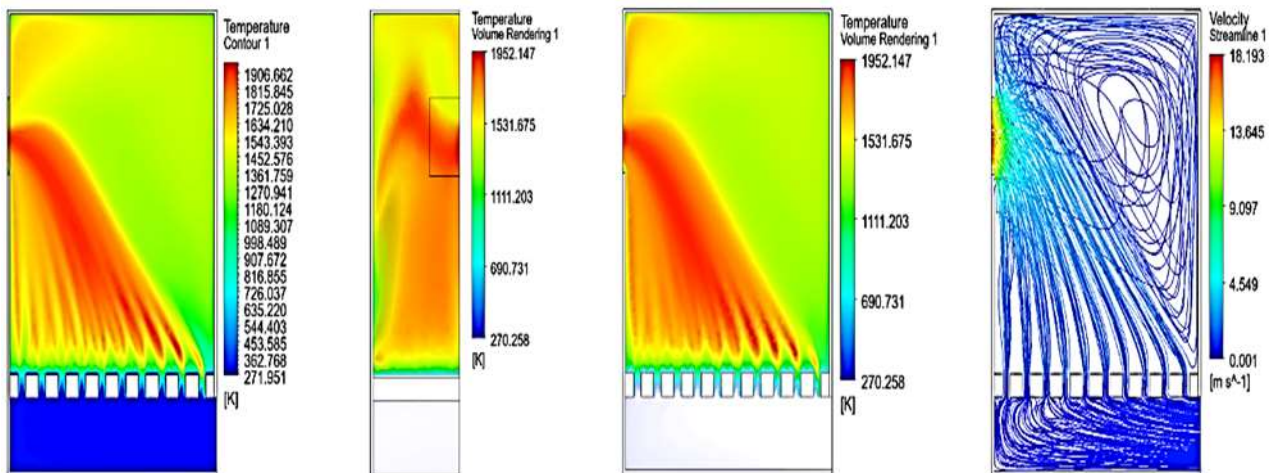 Temperature
Contour 1
1906.662
1815.845
1725.028
1634.210
1543.393
1452.576
1361.759
1270.941
1180.124
1089.307
998.489
907.672
816.855
726.037
635.220
544.403
453.585
362.768
271.951
[K]
Temperature
Volume Rendering 1
1952.147
1531.675
1111.203
690.731
270.258
[K]
Temperature
Volume Rendering 1
1952.147
1531.675
1111.203
690.731
270.258
[K]
Velocity
Streamline 1
18.193
13.645
9.097
4.549
0.001
[m s^-1]